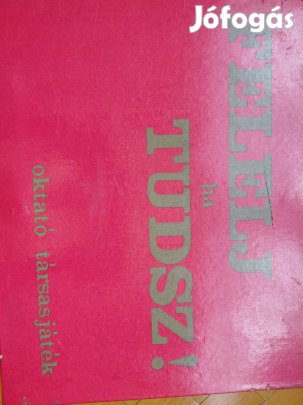 Jófogás
FELELJ
ha
TUDSZ!
oktató társasjáték